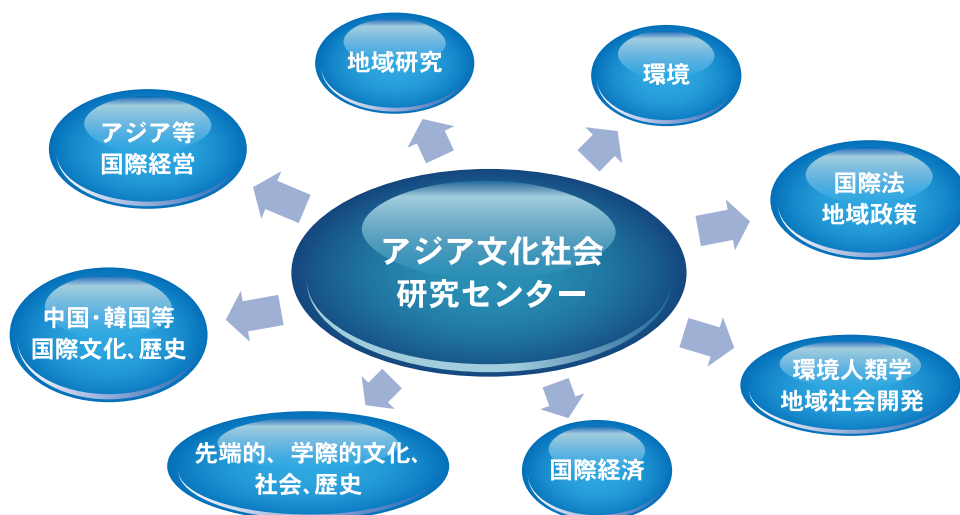 地域研究
環境
アジア等
国際経営
国際法
地域政策
アジア文化社会
研究センター
中国・韓国等
国際文化、歴史
環境人類学
地域社会開発
先端的、学際的文化、
社会、歴史
国際経済